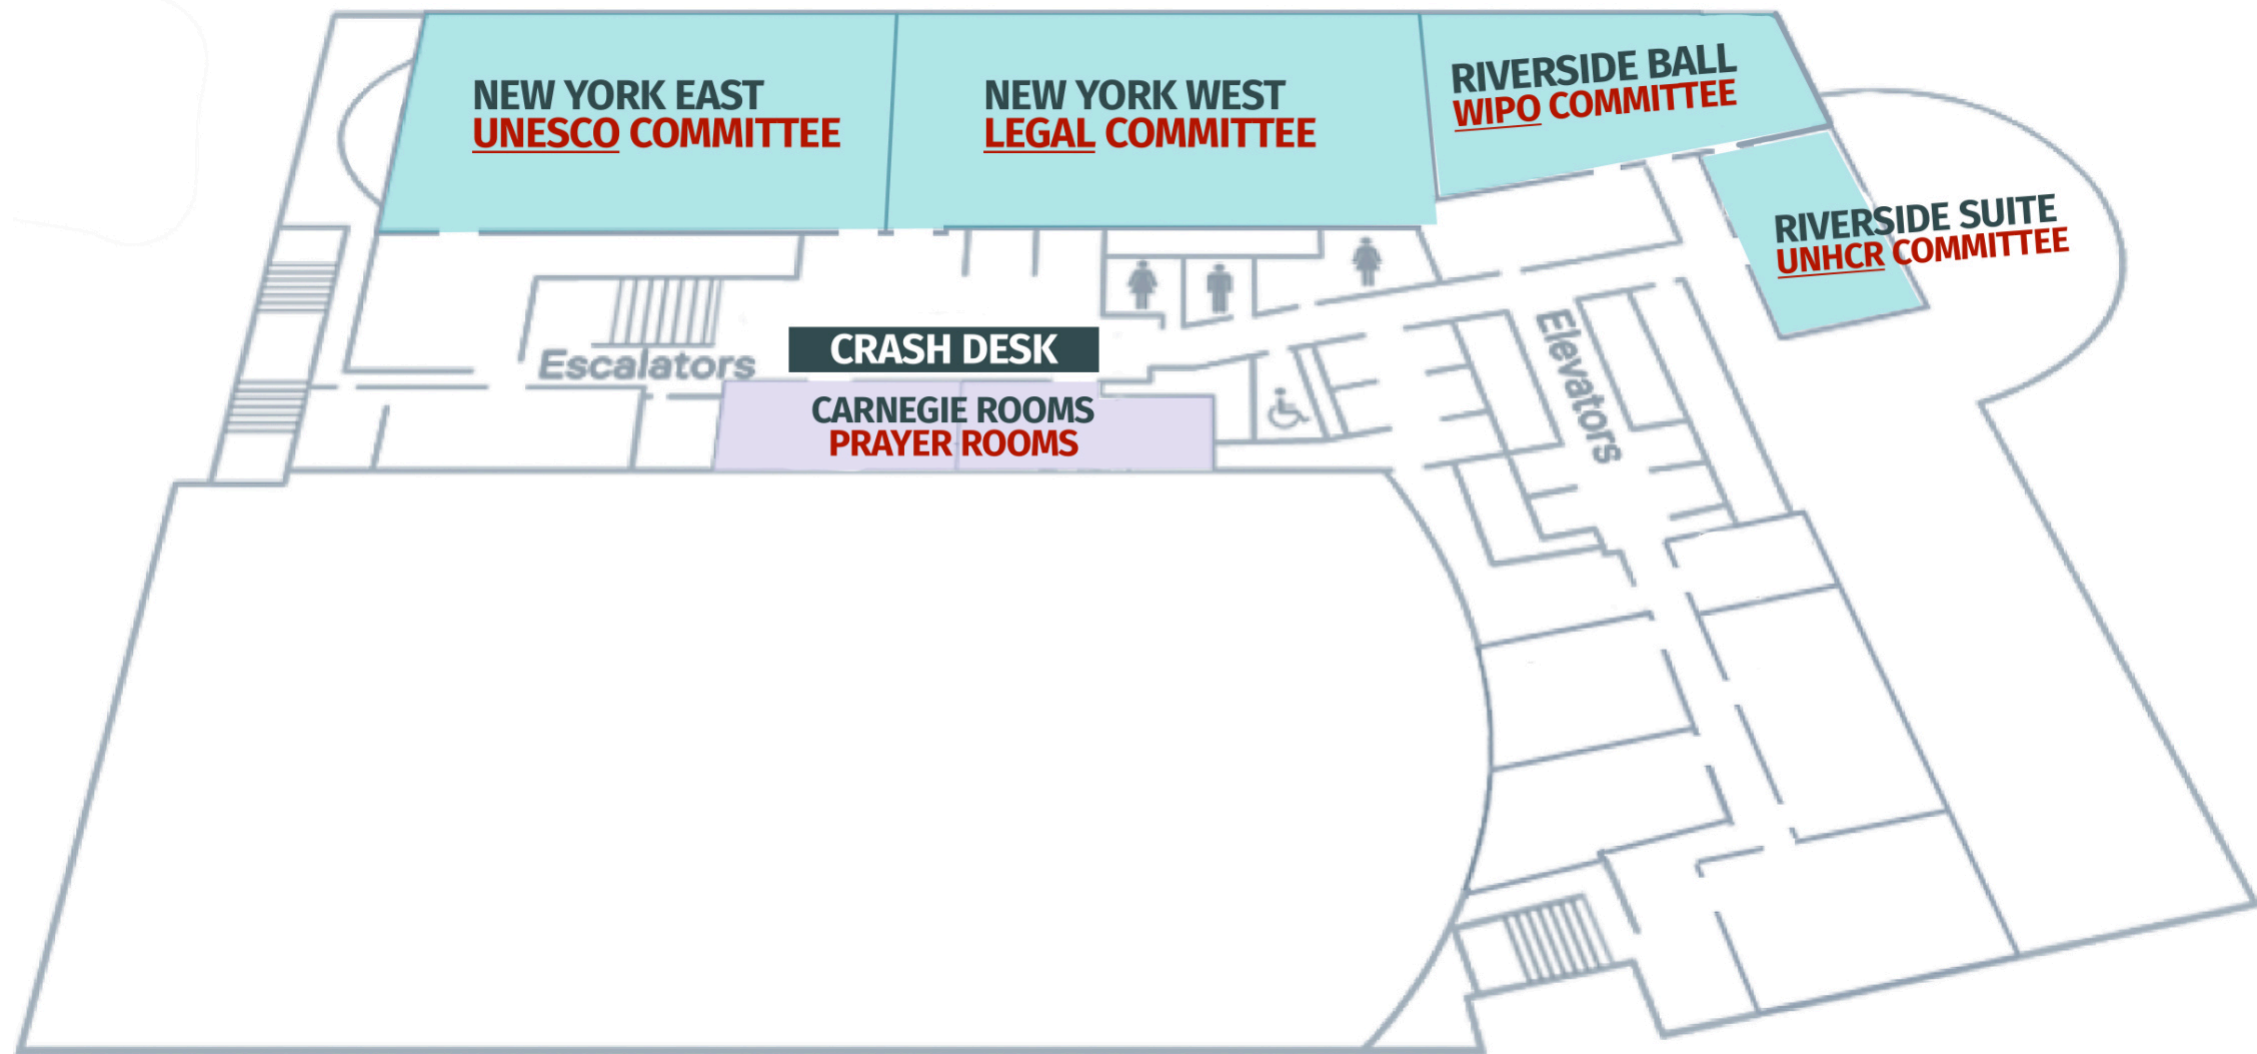 NEW YORK EAST
UNESCO COMMITTEE
NEW YORK WEST
LEGAL COMMITTEE
RIVERSIDE BALL
WIPO COMMITTEE
RIVERSIDE SUITE
UNHCR COMMITTEE
CRASH DESK
Escalators
Elevators
CARNEGIE ROOMS
PRAYER ROOMS